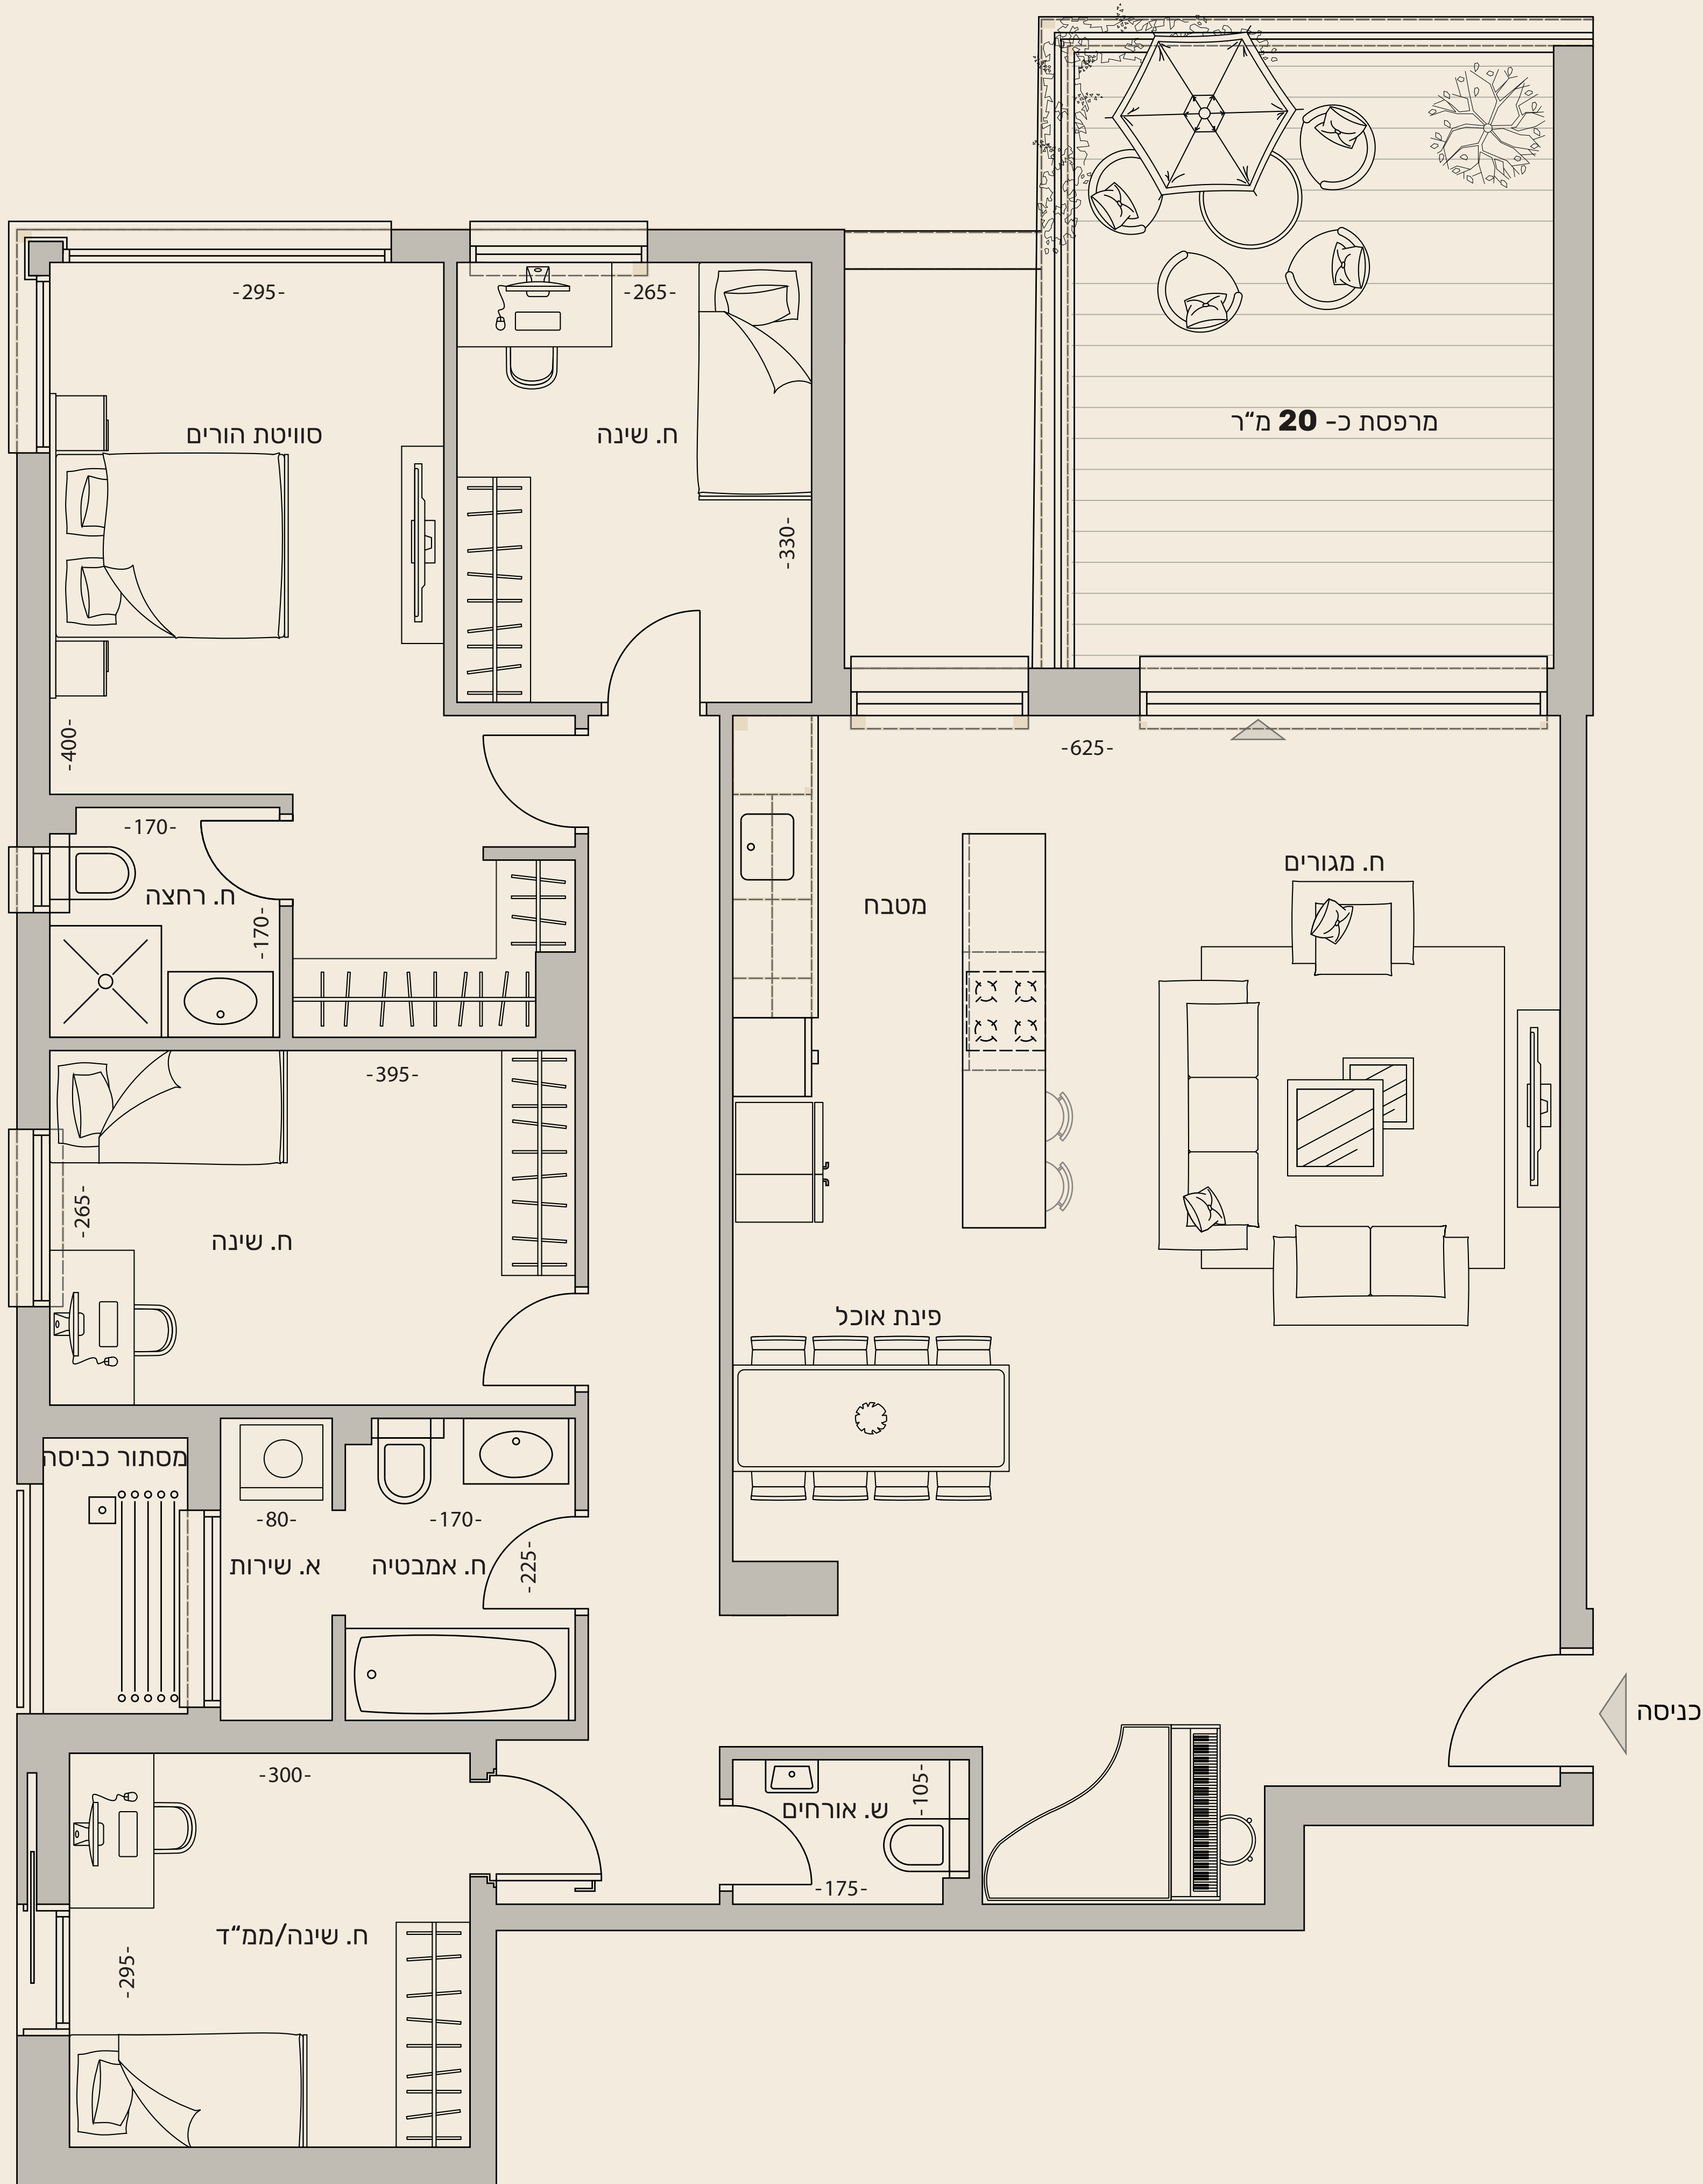 מרפסת כ- 20 מ״ר
-295-
-265-
סוויטת הורים
ח. שינה
-330-
-400-
-625-
-170-
ח. רחצה
-170-
מטבח
ח. מגורים
-395-
-265-
ח. שינה
פינת אוכל
מסתור כביסה
-80-
-170-
א. שירות
ח. אמבטיה
-225-
כניסה
-300-
-105-
ש. אורחים
-175-
ח. שינה/ממ״ד
-295-